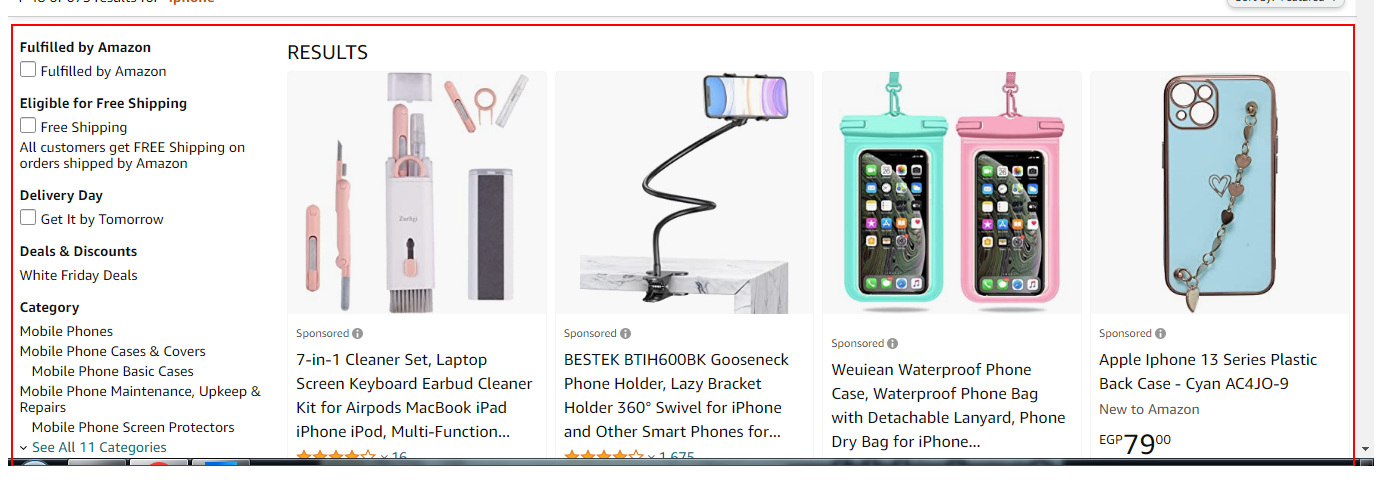 results for "iphone"
Fulfilled by Amazon
Fulfilled by Amazon
Eligible for Free Shipping
Free Shipping
All customers get FREE Shipping on
orders shipped by Amazon
Delivery Day
Get It by Tomorrow
Deals & Discounts
White Friday Deals
Category
Mobile Phones
Mobile Phone Cases & Covers
Mobile Phone Basic Cases
Mobile Phone Maintenance, Upkeep &
Repairs
Mobile Phone Screen Protectors
See All 11 Categories
RESULTS
Sponsored
7-in-1 Cleaner Set, Laptop
Screen Keyboard Earbud Cleaner
Kit for Airpods MacBook iPad
iPhone iPod, Multi-Function...
16
Sponsored
BESTEK BTIH600BK Gooseneck
Phone Holder, Lazy Bracket
Holder 360° Swivel for iPhone
and Other Smart Phones for...
1,675
Sponsored
Weuiean Waterproof Phone
Case, Waterproof Phone Bag
with Detachable Lanyard, Phone
Dry Bag for iPhone...
Sponsored
Apple Iphone 13 Series Plastic
Back Case - Cyan AC4JO-9
New to Amazon
EGP7900